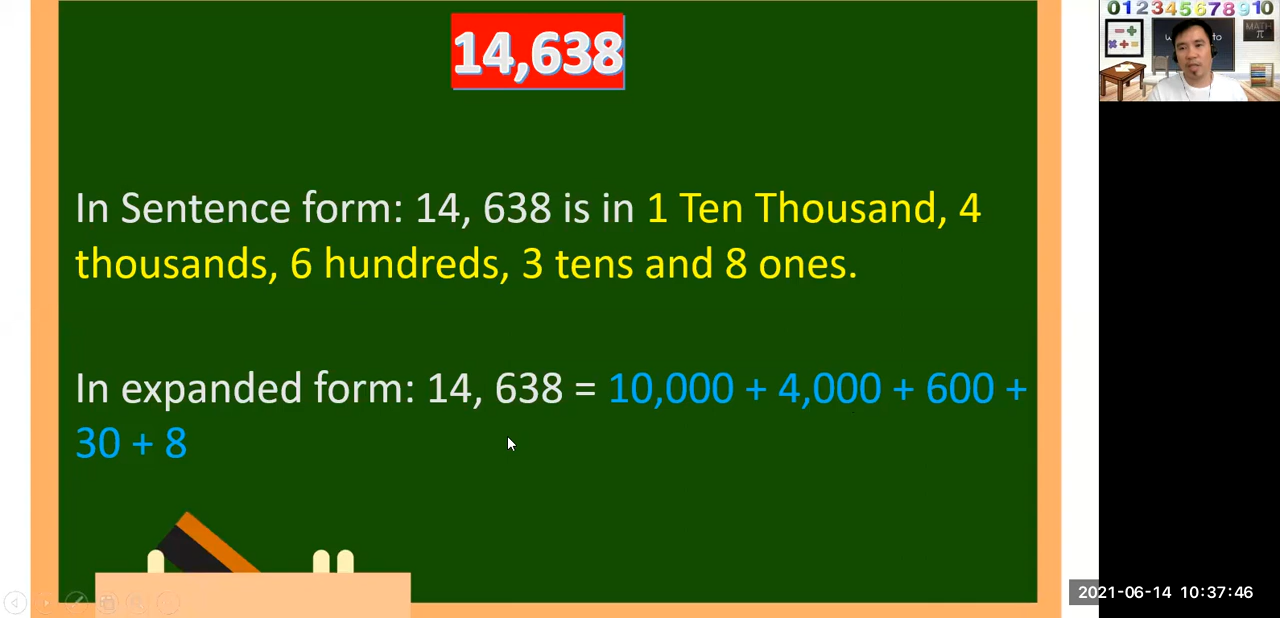 14,638
0 1 2 3 4 5 6 7 8 9 10
MATH
π
In Sentence form: 14, 638 is in 1 Ten Thousand, 4
thousands, 6 hundreds, 3 tens and 8 ones.
In expanded form: 14, 638 = 10,000 + 4,000 + 600 +
30 + 8
2021-06-14 10:37:46